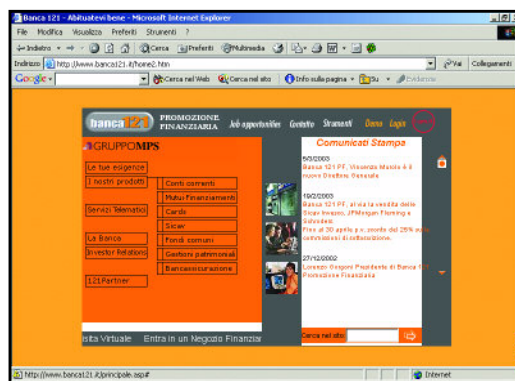 Banca 121 - Abituatevi bene - Microsoft Internet Explorer
File Modifica Visualizza Preferiti Strumenti ?
Indietro Cerca Preferiti Multimedia
Indirizzo http://www.banca121.it/home2.htm Vai Collegamenti
Google Cerca nel Web Cerca nel sito Info sulla pagina Su Evidenzia
banca121 PROMOZIONE FINANZIARIA Job opportunities Contatto Strumenti Demo Login
GRUPPOMPS
Le tue esigenze
I nostri prodotti
Conti correnti
Mutui Finanziamenti
Servizi Telematici
Cards
Sicav
La Banca
Fondi comuni
Investor Relations
Gestioni patrimoniali
Bancassicurazione
121Partner
Comunicati Stampa
5/3/2003
Banca 121 PF, Vincenzo è il
nuovo Direttore Generale
19/2/2003
Banca 121 PF, al via la vendita delle
Sicav Invesco, JPMorgan Fleming e
Schroders
Fino al 30 aprile p.v. sconto del 25% sulle
commissioni di sottoscrizione.
27/12/2002
Lorenzo Gorgoni Presidente di Banca 121
Promozione Finanziaria
isita Virtuale Entra in un Negozio Finanziar
Cerca nel sito:
http://www.banca121.it/principale.asp# Internet